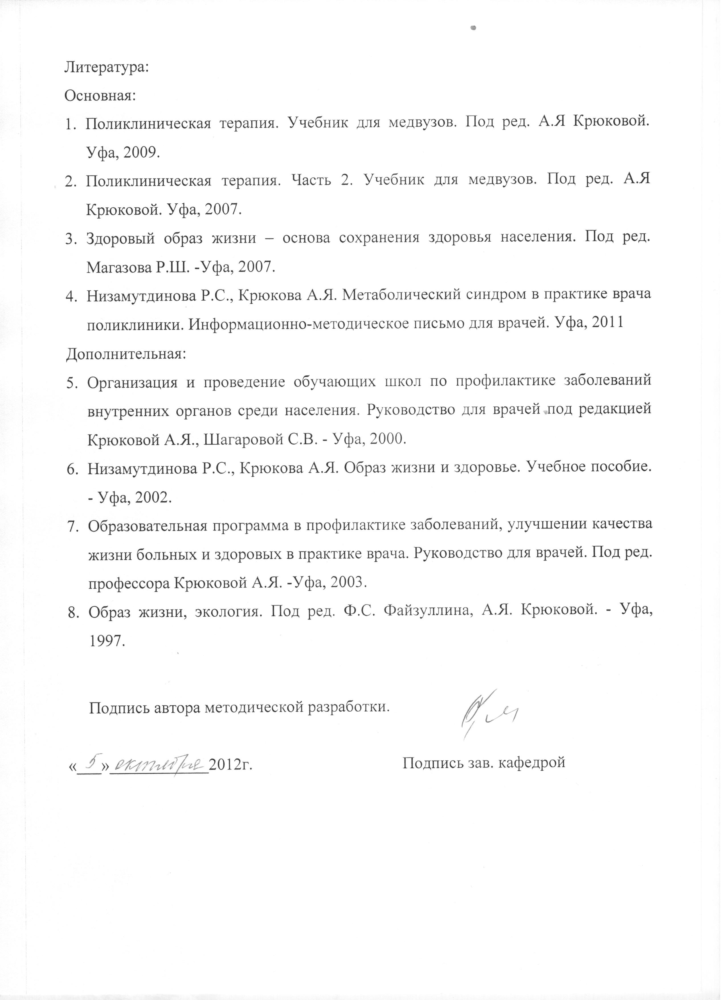 Литература:
Основная:
1. Поликлиническая терапия. Учебник для медвузов. Под ред. А.Я Крюковой.
Уфа, 2009.
2. Поликлиническая терапия. Часть 2. Учебник для медвузов. Под ред. А.Я
Крюковой. Уфа, 2007.
3. Здоровый образ жизни – основа сохранения здоровья населения. Под ред.
Магазова Р.Ш. -Уфа, 2007.
4. Низамутдинова Р.С., Крюкова А.Я. Метаболический синдром в практике врача
поликлиники. Информационно-методическое письмо для врачей. Уфа, 2011
Дополнительная:
5. Организация и проведение обучающих школ по профилактике заболеваний
внутренних органов среди населения. Руководство для врачей под редакцией
Крюковой А.Я., Шагаровой С.В. - Уфа, 2000.
6. Низамутдинова Р.С., Крюкова А.Я. Образ жизни и здоровье. Учебное пособие.
- Уфа, 2002.
7. Образовательная программа в профилактике заболеваний, улучшении качества
жизни больных и здоровых в практике врача. Руководство для врачей. Под ред.
профессора Крюковой А.Я. -Уфа, 2003.
8. Образ жизни, экология. Под ред. Ф.С. Файзуллина, А.Я. Крюковой. - Уфа,
1997.
Подпись автора методической разработки.
«5» октября 2012г. Подпись зав. кафедрой